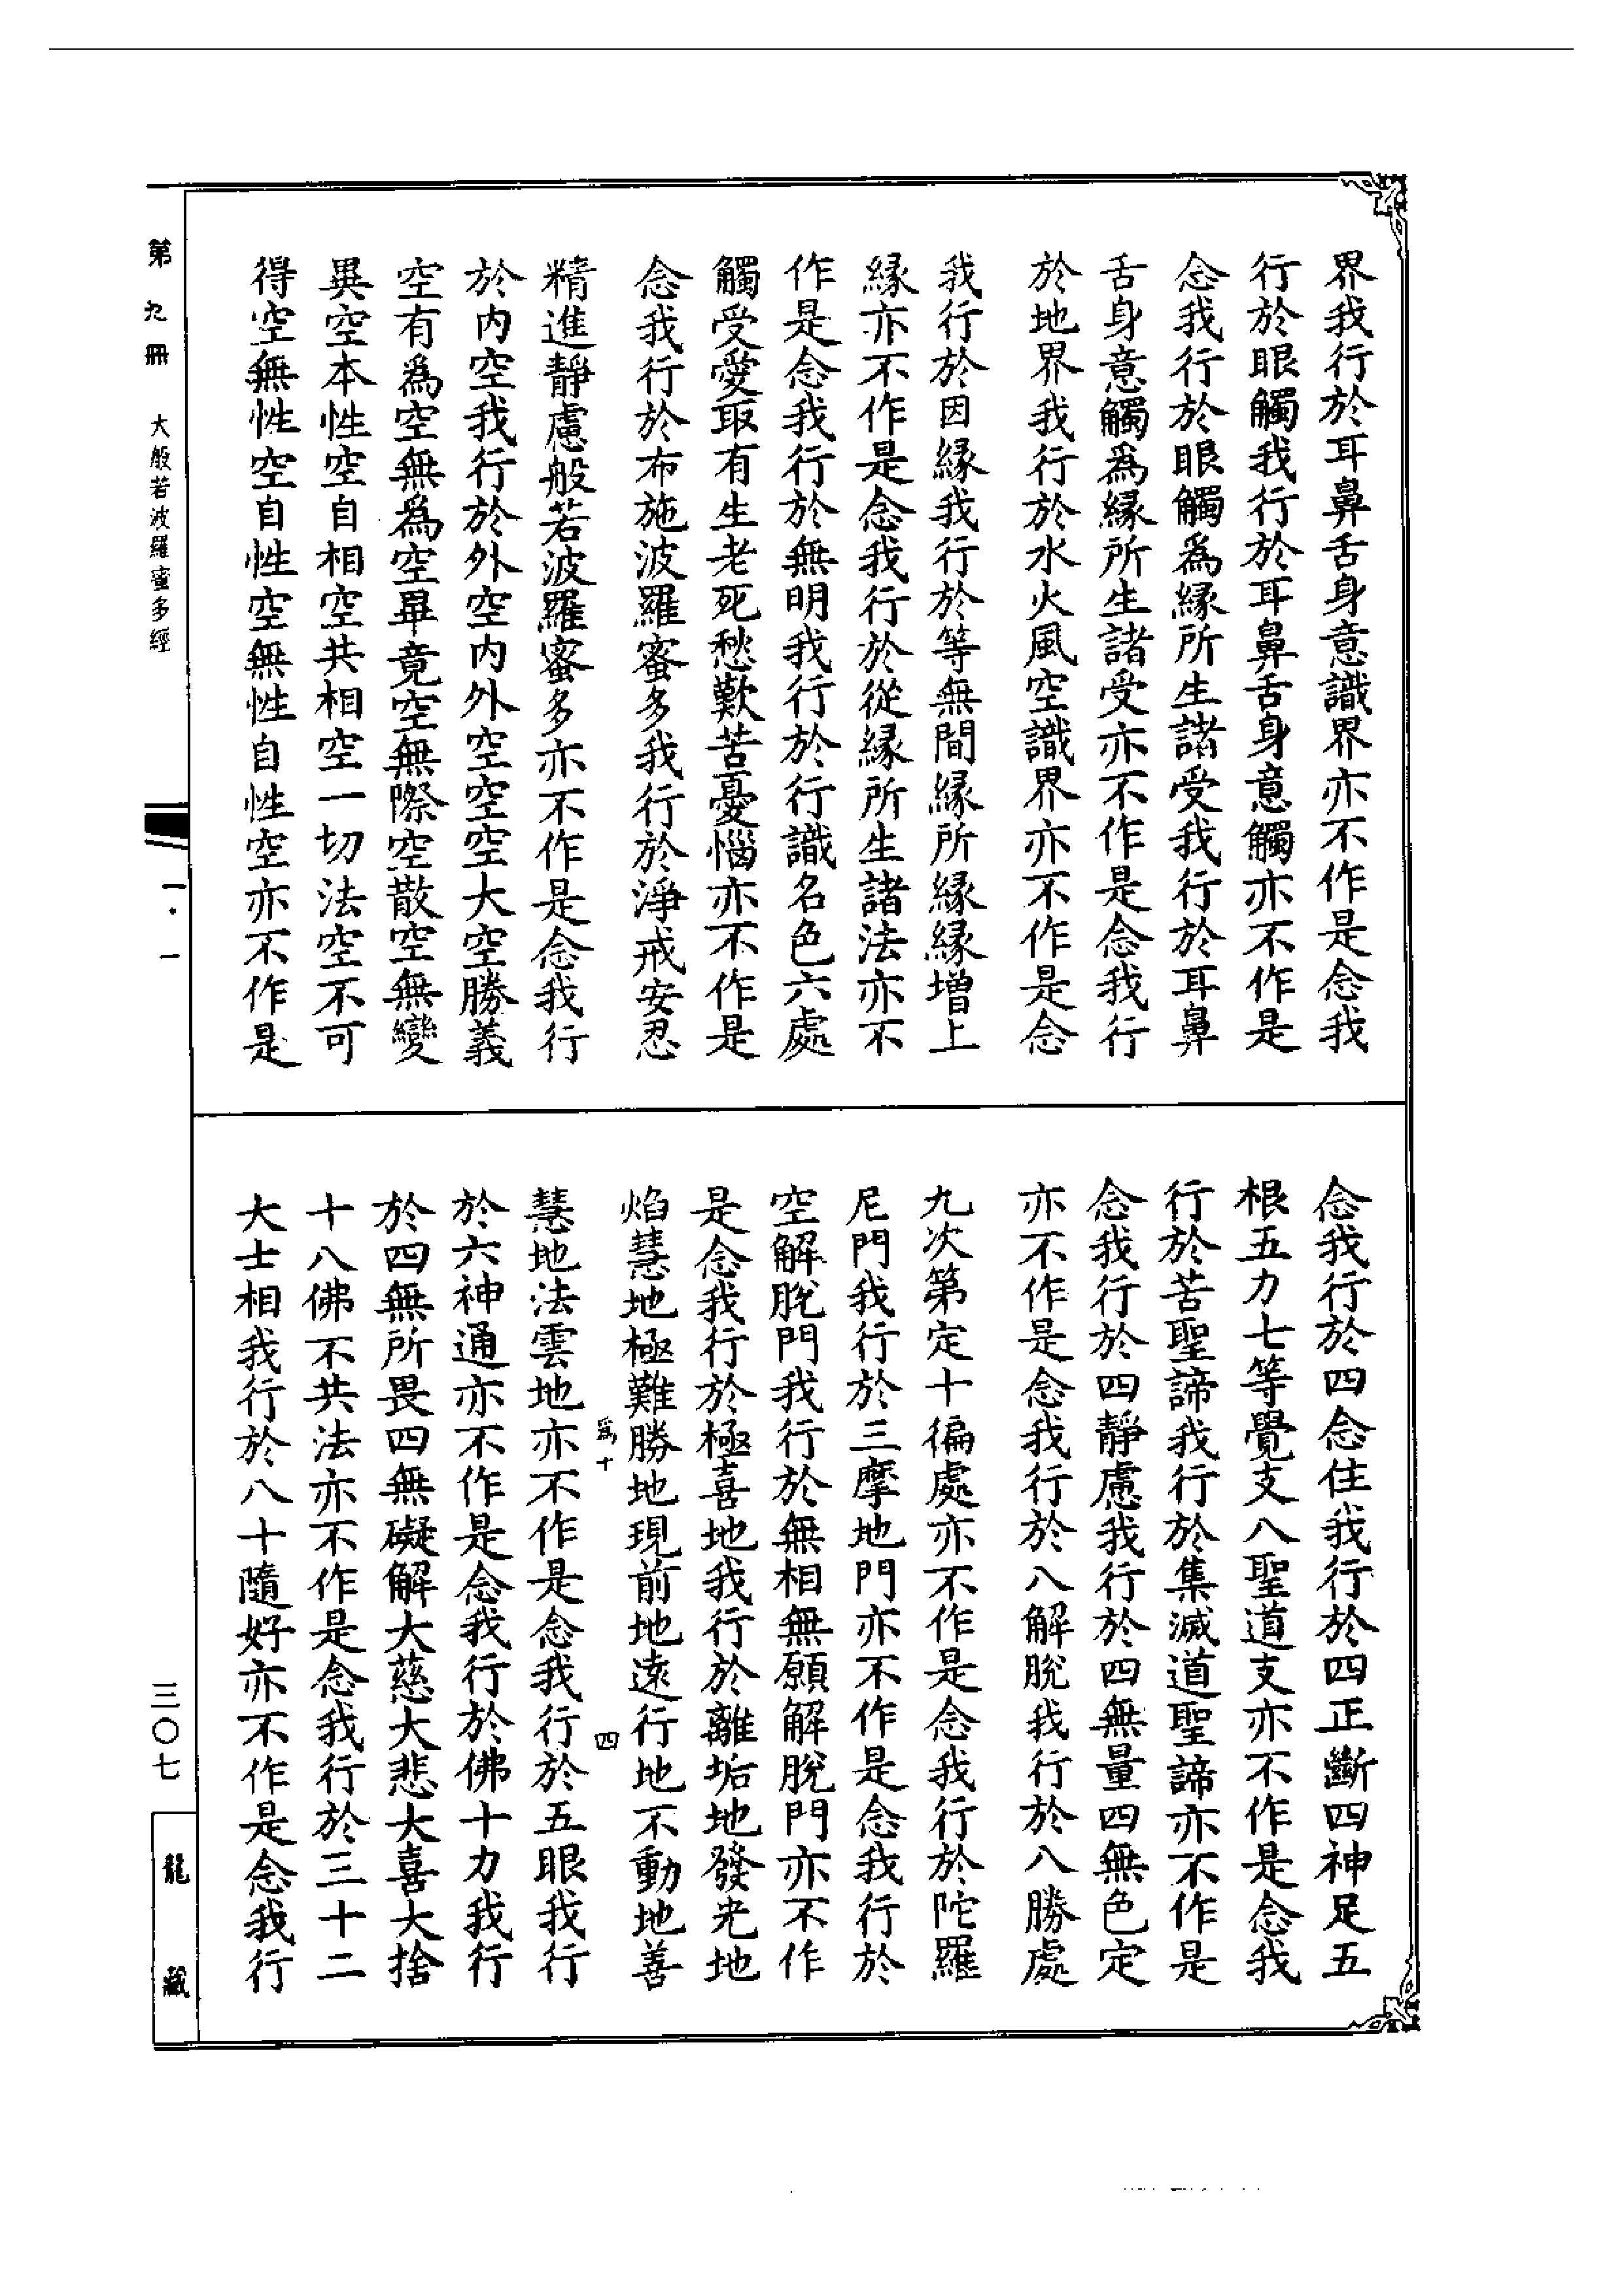 界我行於耳鼻舌身意識界亦不作是念我
行於眼觸我行於耳鼻舌身意觸亦不作是
念我行於眼觸爲緣所生諸受我行於耳鼻
舌身意觸爲緣所生諸受亦不作是念我行
於地界我行於水火風空識界亦不作是念
我行於因緣我行於等無間緣所緣緣增上
緣亦不作是念我行於從緣所生諸法亦不
作是念我行於無明我行於行識名色六處
觸受愛取有生老死愁歎苦憂惱亦不作是
念我行於布施波羅蜜多我行於淨戒安忍
精進靜慮般若波羅蜜多亦不作是念我行
於內空我行於外空內外空空空大空勝義
空有爲空無爲空畢竟空無際空散空無變
異空本性空自相空共相空一切法空不可
得空無性空自性空無性自性空亦不作是
念我行於四念住我行於四正斷四神足五
根五力七等覺支八聖道支亦不作是念我
行於苦聖諦我行於集滅道聖諦亦不作是
念我行於四靜慮我行於四無量四無色定
亦不作是念我行於八解脫我行於八勝處
九次第定十徧處亦不作是念我行於陀羅
尼門我行於三摩地門亦不作是念我行於
空解脫門我行於無相無願解脫門亦不作
是念我行於極喜地我行於離垢地發光地
焰慧地極難勝地現前地遠行地不動地善
爲十 四
慧地法雲地亦不作是念我行於五眼我行
於六神通亦不作是念我行於佛十力我行
於四無所畏四無礙解大慈大悲大喜大捨
十八佛不共法亦不作是念我行於三十二
大士相我行於八十隨好亦不作是念我行
第九冊 大般若波羅蜜多經
一·一
三〇七
龍藏